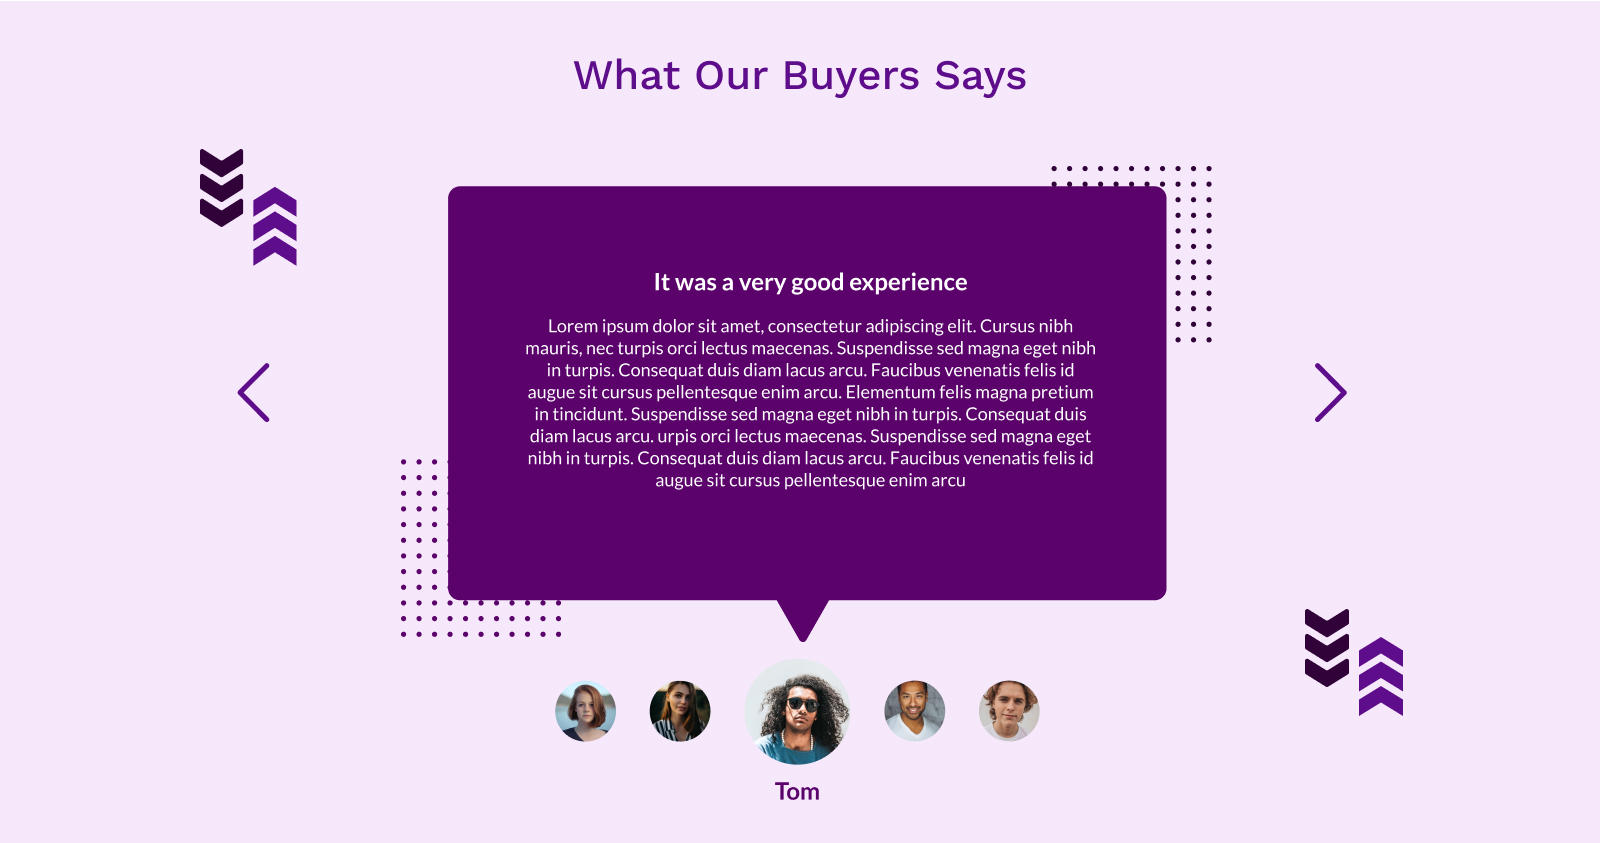 What Our Buyers Says
It was a very good experience
Lorem ipsum dolor sit amet, consectetur adipiscing elit. Cursus nibh
mauris, nec turpis orci lectus maecenas. Suspendisse sed magna eget nibh
in turpis. Consequat duis diam lacus arcu. Faucibus venenatis felis id
augue sit cursus pellentesque enim arcu. Elementum felis magna pretium
in tincidunt. Suspendisse sed magna eget nibh in turpis. Consequat duis
diam lacus arcu. urpis orci lectus maecenas. Suspendisse sed magna eget
nibh in turpis. Consequat duis diam lacus arcu. Faucibus venenatis felis id
augue sit cursus pellentesque enim arcu
Tom